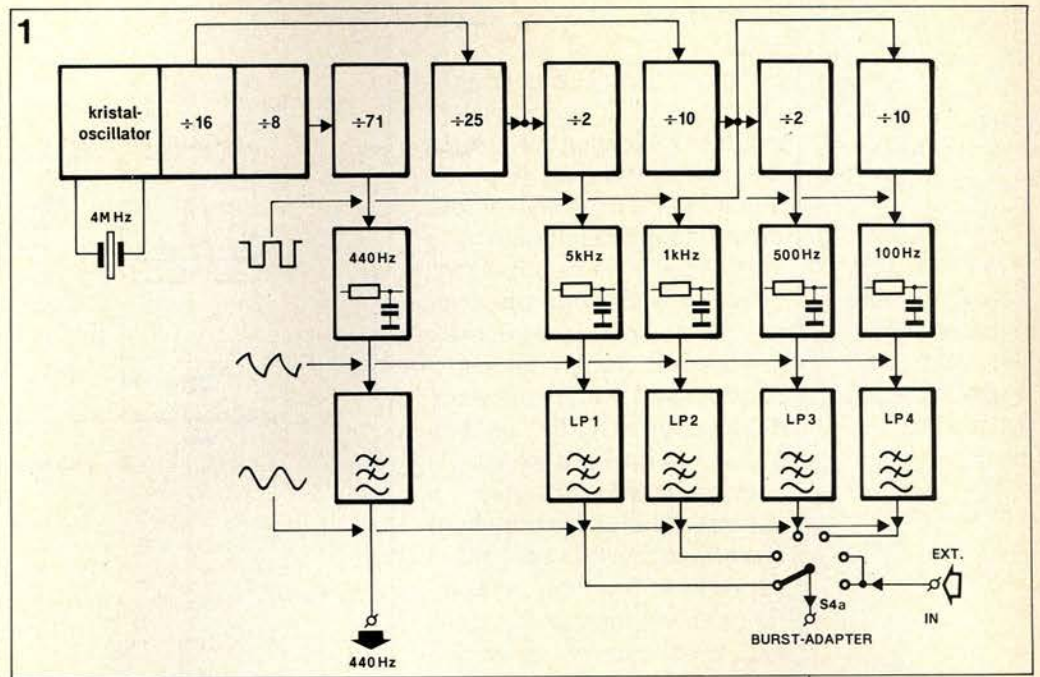 1
kristal-
oscillator
÷16
÷8
÷71
÷25
÷2
÷10
÷2
÷10
4MHz
440Hz
5kHz
1kHz
500Hz
100Hz
LP1
LP2
LP3
LP4
EXT.
IN
S4a
BURST-ADAPTER
440Hz